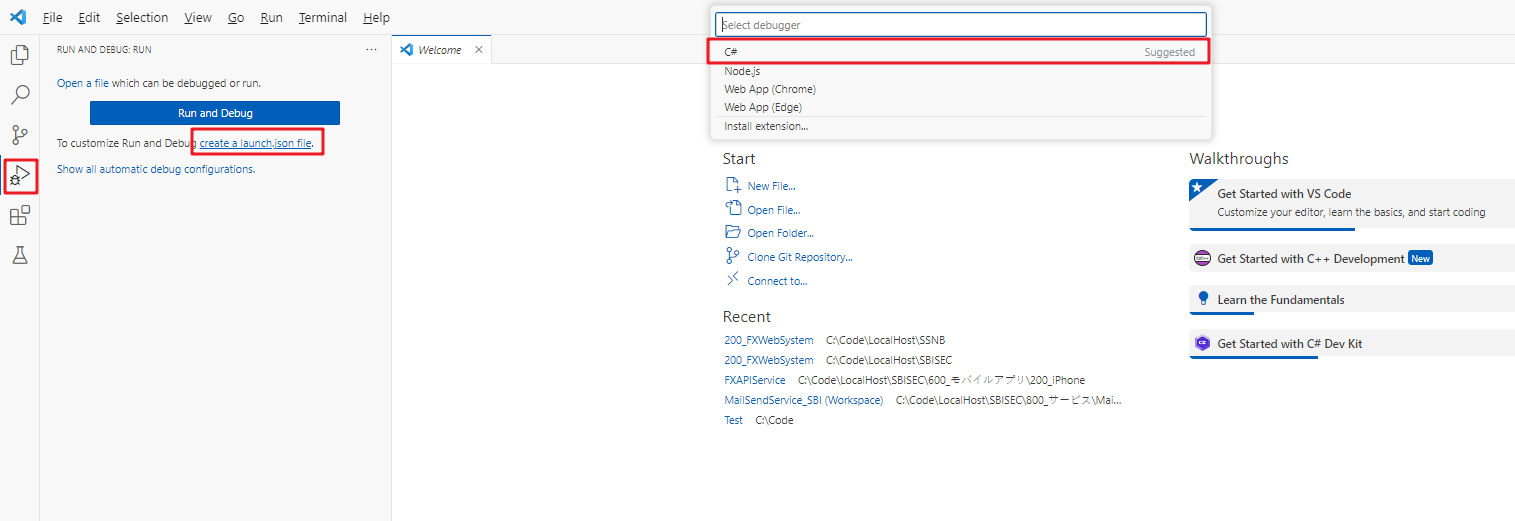 File Edit Selection View Go Run Terminal Help
RUN AND DEBUG: RUN ...
Open a file which can be debugged or run.
Run and Debug
To customize Run and Debug create a launch.json file.
Show all automatic debug configurations.
Welcome
Select debugger
C# Suggested
Node.js
Web App (Chrome)
Web App (Edge)
Install extension...
Start
New File...
Open File...
Open Folder...
Clone Git Repository...
Connect to...
Recent
200_FXWebSystem C:\Code\LocalHost\SSNB
200_FXWebSystem C:\Code\LocalHost\SBISEC
FXAPIService C:\Code\LocalHost\SBISEC\600_モバイルアプリ\200_iPhone
MailSendService_SBI (Workspace) C:\Code\LocalHost\SBISEC\800_サービス\Mai...
Test C:\Code
Walkthroughs
Get Started with VS Code
Customize your editor, learn the basics, and start coding
Get Started with C++ Development New
Learn the Fundamentals
Get Started with C# Dev Kit